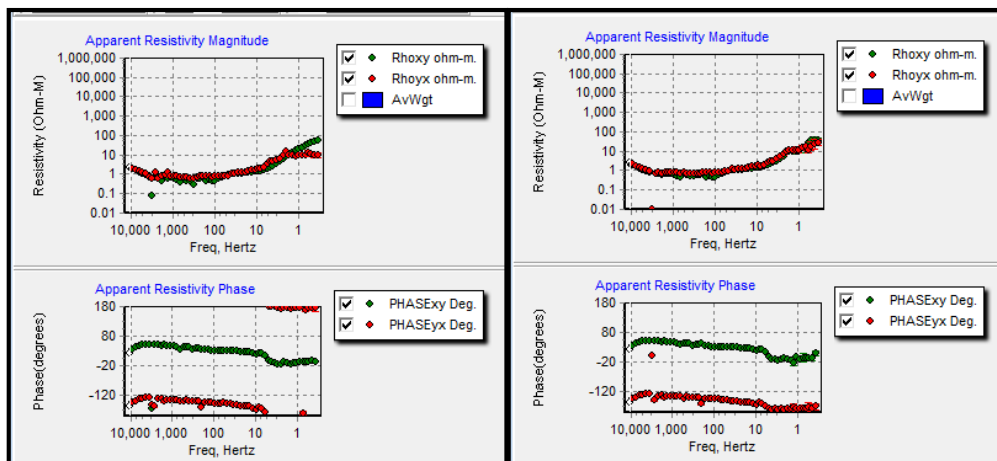 Apparent Resistivity Magnitude
1,000,000
100,000
10,000
1,000
100
10
1
0.1
0.01
Resistivity (Ohm-M)
10,000 1,000 100 10 1
Freq, Hertz
Rhoxy ohm-m.
Rhoyx ohm-m.
AvWgt
Apparent Resistivity Phase
180
80
-20
-120
Phase(degrees)
10,000 1,000 100 10 1
Freq, Hertz
PHASExy Deg.
PHASEyx Deg.
Apparent Resistivity Magnitude
1,000,000
100,000
10,000
1,000
100
10
1
0.1
0.01
Resistivity (Ohm-M)
10,000 1,000 100 10 1
Freq, Hertz
Rhoxy ohm-m.
Rhoyx ohm-m.
AvWgt
Apparent Resistivity Phase
180
80
-20
-120
Phase(degrees)
10,000 1,000 100 10 1
Freq, Hertz
PHASExy Deg.
PHASEyx Deg.